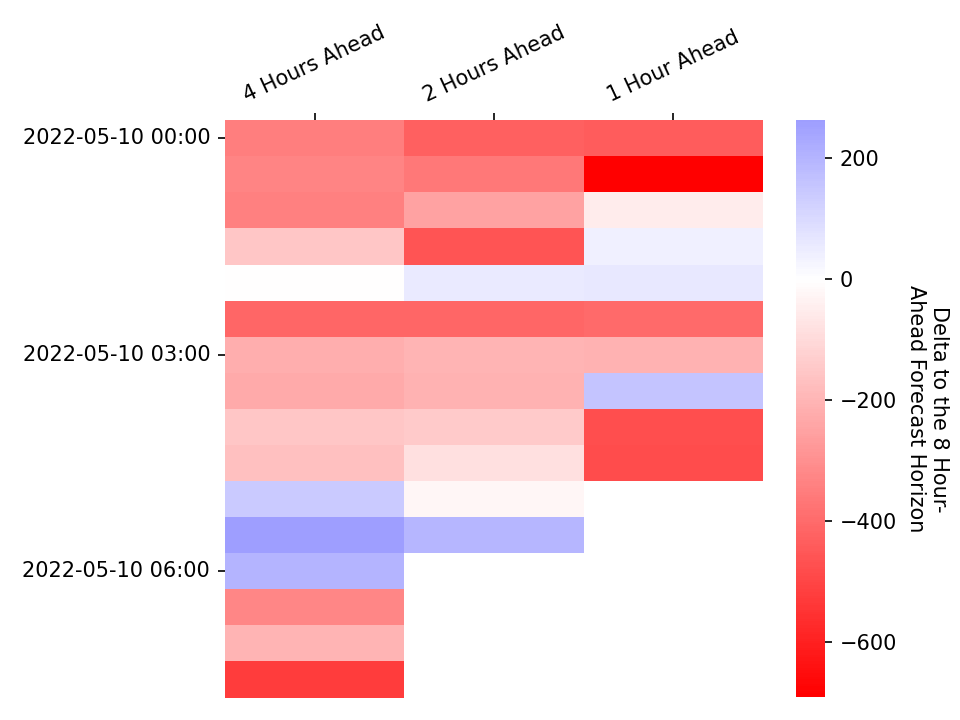 4 Hours Ahead
2 Hours Ahead
1 Hour Ahead
2022-05-10 00:00
2022-05-10 03:00
2022-05-10 06:00
200
0
−200
−400
−600
Delta to the 8 Hour-
Ahead Forecast Horizon